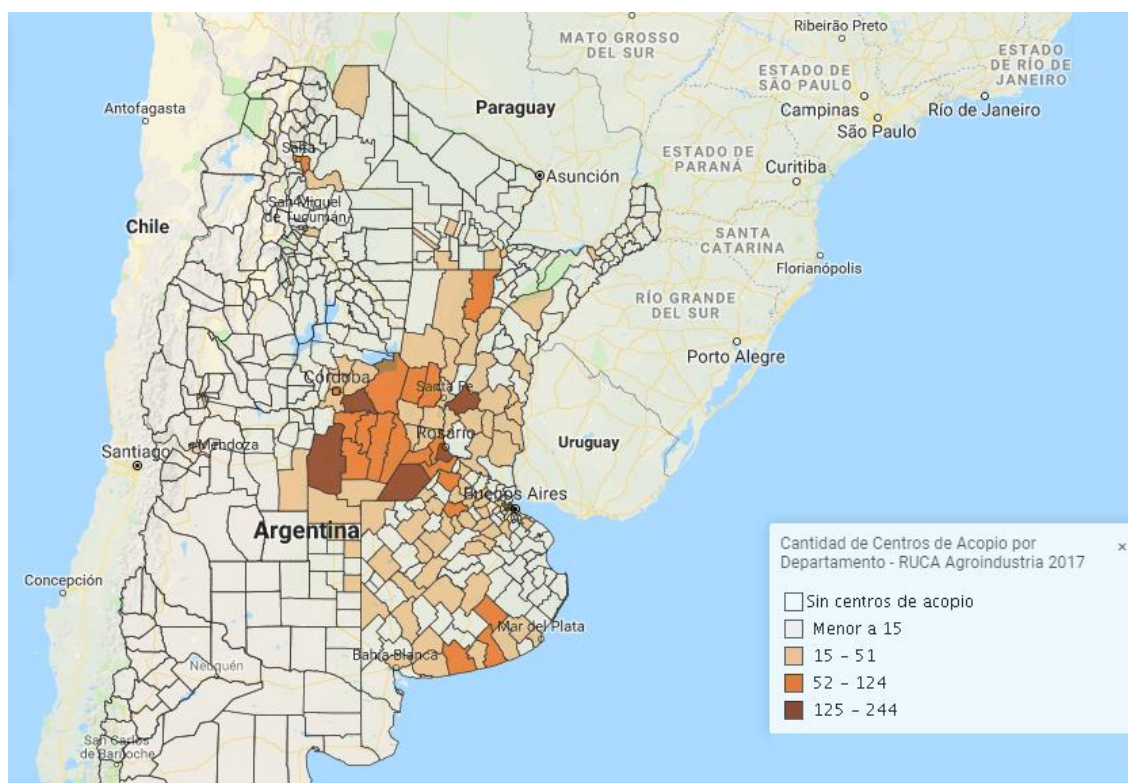 MATO GROSSO
DEL SUR
Ribeirão Preto
ESTADO
DE RÍO DE
JANEIRO
ESTADO DE
SÃO PAULO
Antofagasta
Paraguay
Campinas
Río de Janeiro
São Paulo
Salta
ESTADO DE
PARANÁ
Asunción
Curitiba
San Miguel
de Tucumán
Chile
SANTA
CATARINA
Florianópolis
RÍO GRANDE
DEL SUR
Porto Alegre
Córdoba
Santa Fe
Rosario
Mendoza
Uruguay
Santiago
Buenos Aires
Argentina
Cantidad de Centros de Acopio por
Departamento - RUCA Agroindustria 2017
×
Sin centros de acopio
Menor a 15
15 - 51
52 - 124
125 - 244
Concepción
Mar del Plata
Bahía Blanca
Neuquén
San Carlos
de Bariloche